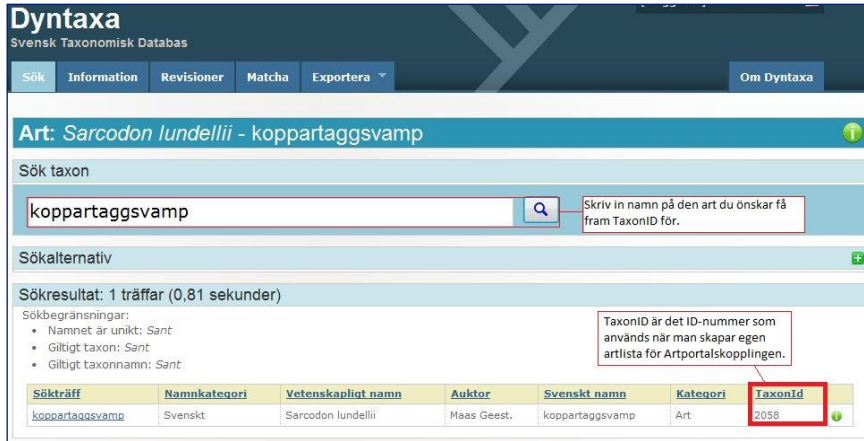 Dyntaxa
Svensk Taxonomisk Databas
Sök Information Revisioner Matcha Exportera Om Dyntaxa
Art: Sarcodon lundellii - koppartaggsvamp
Sök taxon
koppartaggsvamp
Skriv in namn på den art du önskar få
fram TaxonID för.
Sökalternativ
Sökresultat: 1 träffar (0,81 sekunder)
Sökbegränsningar:
• Namnet är unikt: Sant
• Giltigt taxon: Sant
• Giltigt taxonnamn: Sant
TaxonID är det ID-nummer som
används när man skapar egen
artlista för Artportalskopplingen.
Sökträff Namnkategori Vetenskapligt namn Auktor Svenskt namn Kategori TaxonId
koppartaggsvamp Svenskt Sarcodon lundellii Maas Geest. koppartaggsvamp Art 2058